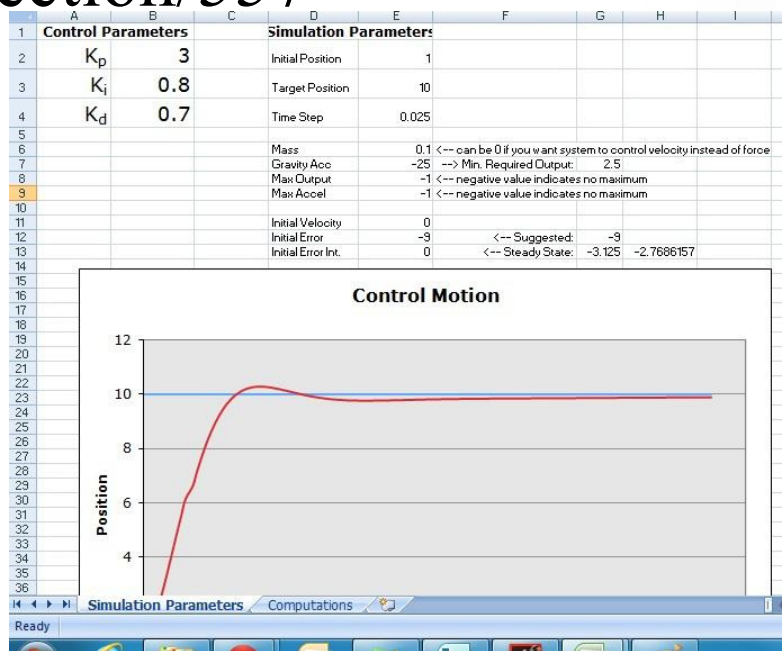 A B C D E F G H I
1 Control Parameters Simulation Parameters
2 Kp 3 Initial Position 1
3 Ki 0.8 Target Position 10
4 Kd 0.7 Time Step 0.025
5
6 Mass 0.1 <-- can be 0 if you want system to control velocity instead of force
7 Gravity Acc -25 --> Min. Required Output: 2.5
8 Max Output -1 <-- negative value indicates no maximum
9 Max Accel -1 <-- negative value indicates no maximum
10
11 Initial Velocity 0
12 Initial Error -9 <-- Suggested: -9
13 Initial Error Int. 0 <-- Steady State: -3.125 -2.7686157
14
15
16 Control Motion
17
18
19 12
20
21
22
23 10
24
25
26
27 8
28
29
30 6
31
32
33
34 4
35
36
Position
Simulation Parameters Computations
Ready